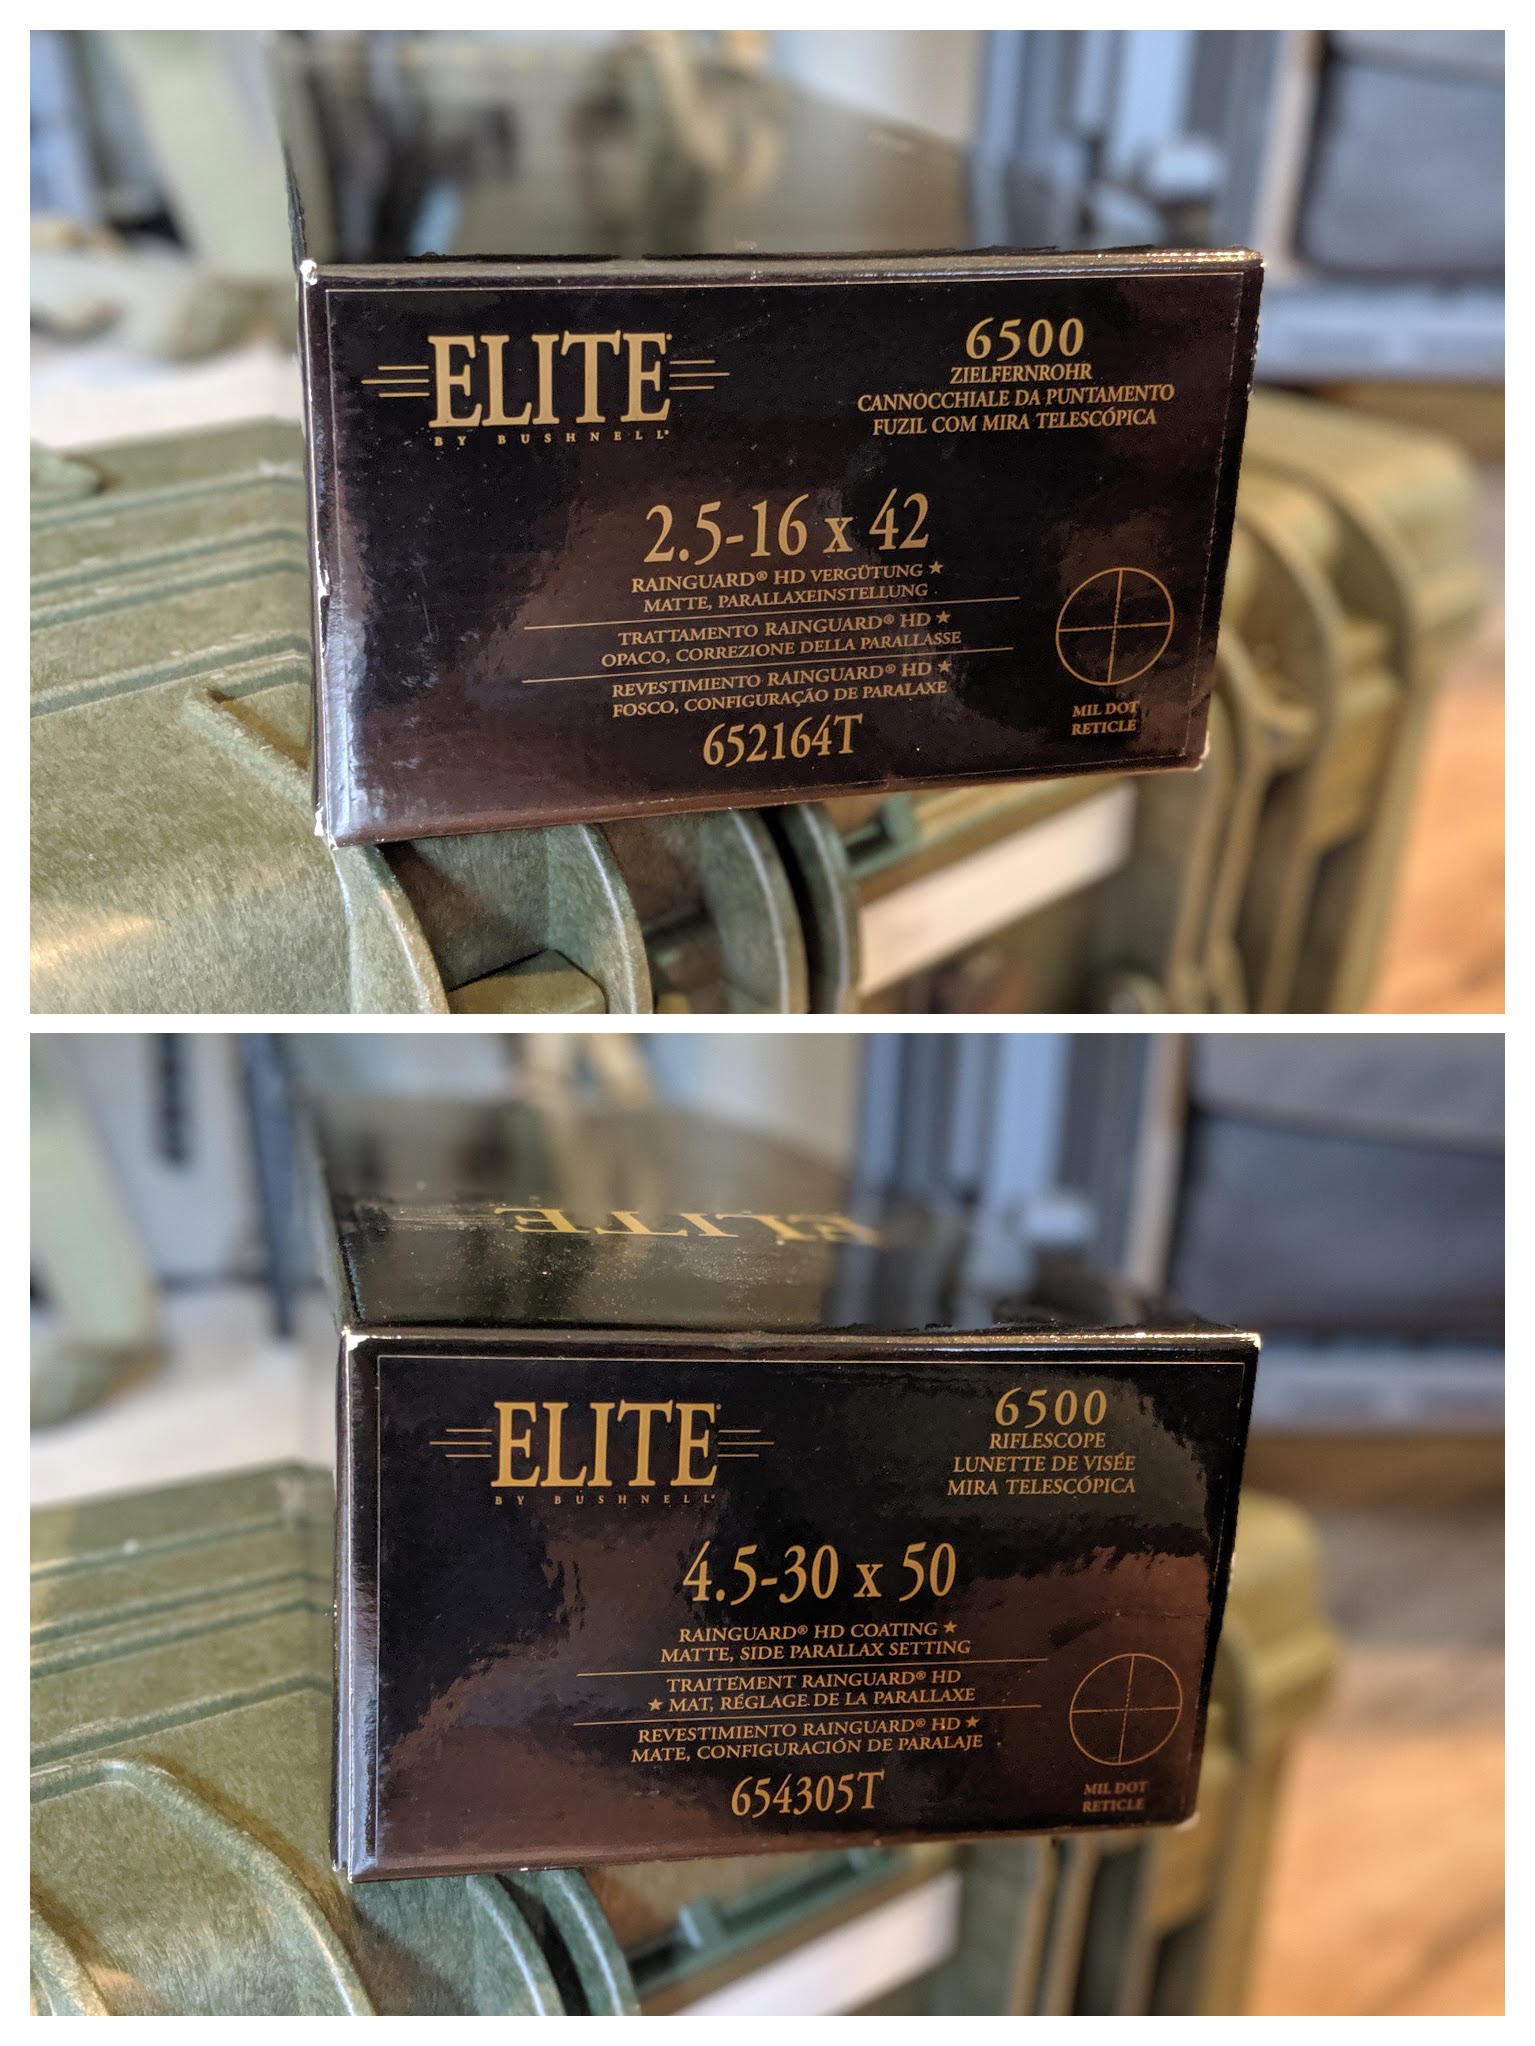 ELITE
BY BUSHNELL
6500
ZIELFERNROHR
CANNOCCHIALE DA PUNTAMENTO
FUZIL COM MIRA TELESCÓPICA
2.5-16 x 42
RAINGUARD® HD VERGÜTUNG ★
MATTE, PARALLAXEINSTELLUNG
TRATTAMENTO RAINGUARD® HD ★
OPACO, CORREZIONE DELLA PARALLASSE
REVESTIMIENTO RAINGUARD® HD ★
FOSCO, CONFIGURAÇÃO DE PARALAXE
652164T
MIL DOT
RETICLE
ELITE
ELITE
BY BUSHNELL
6500
RIFLESCOPE
LUNETTE DE VISÉE
MIRA TELESCÓPICA
4.5-30 x 50
RAINGUARD® HD COATING ★
MATTE, SIDE PARALLAX SETTING
TRAITEMENT RAINGUARD® HD
★ MAT, RÉGLAGE DE LA PARALLAXE
REVESTIMIENTO RAINGUARD® HD ★
MATE, CONFIGURACIÓN DE PARALAJE
654305T
MIL DOT
RETICLE